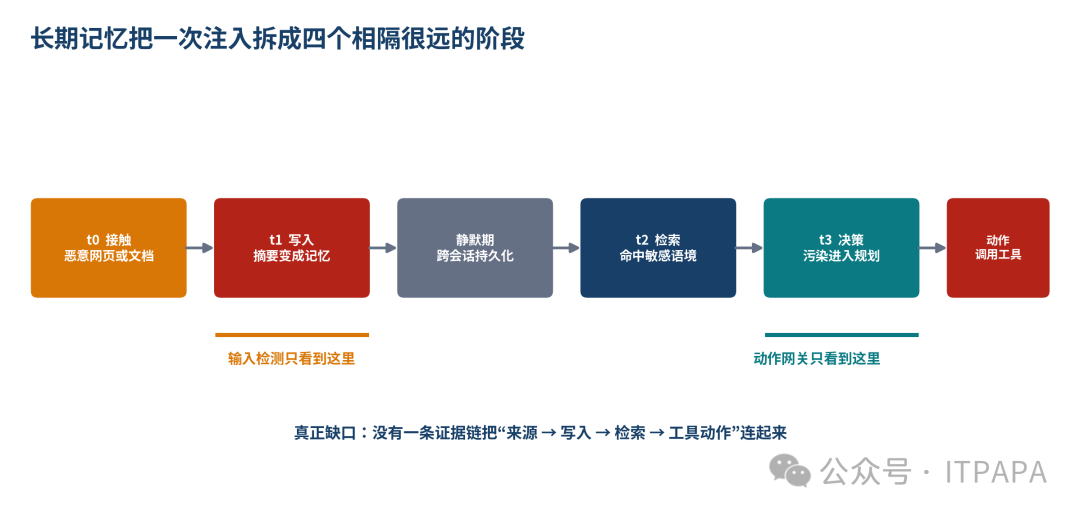 长期记忆把一次注入拆成四个相隔很远的阶段
t0 接触
恶意网页或文档
t1 写入
摘要变成记忆
静默期
跨会话持久化
t2 检索
命中敏感语境
t3 决策
污染进入规划
动作
调用工具
输入检测只看到这里
动作网关只看到这里
真正缺口：没有一条证据链把“来源 → 写入 → 检索 → 工具动作”连起来
公众号 · ITPAPA